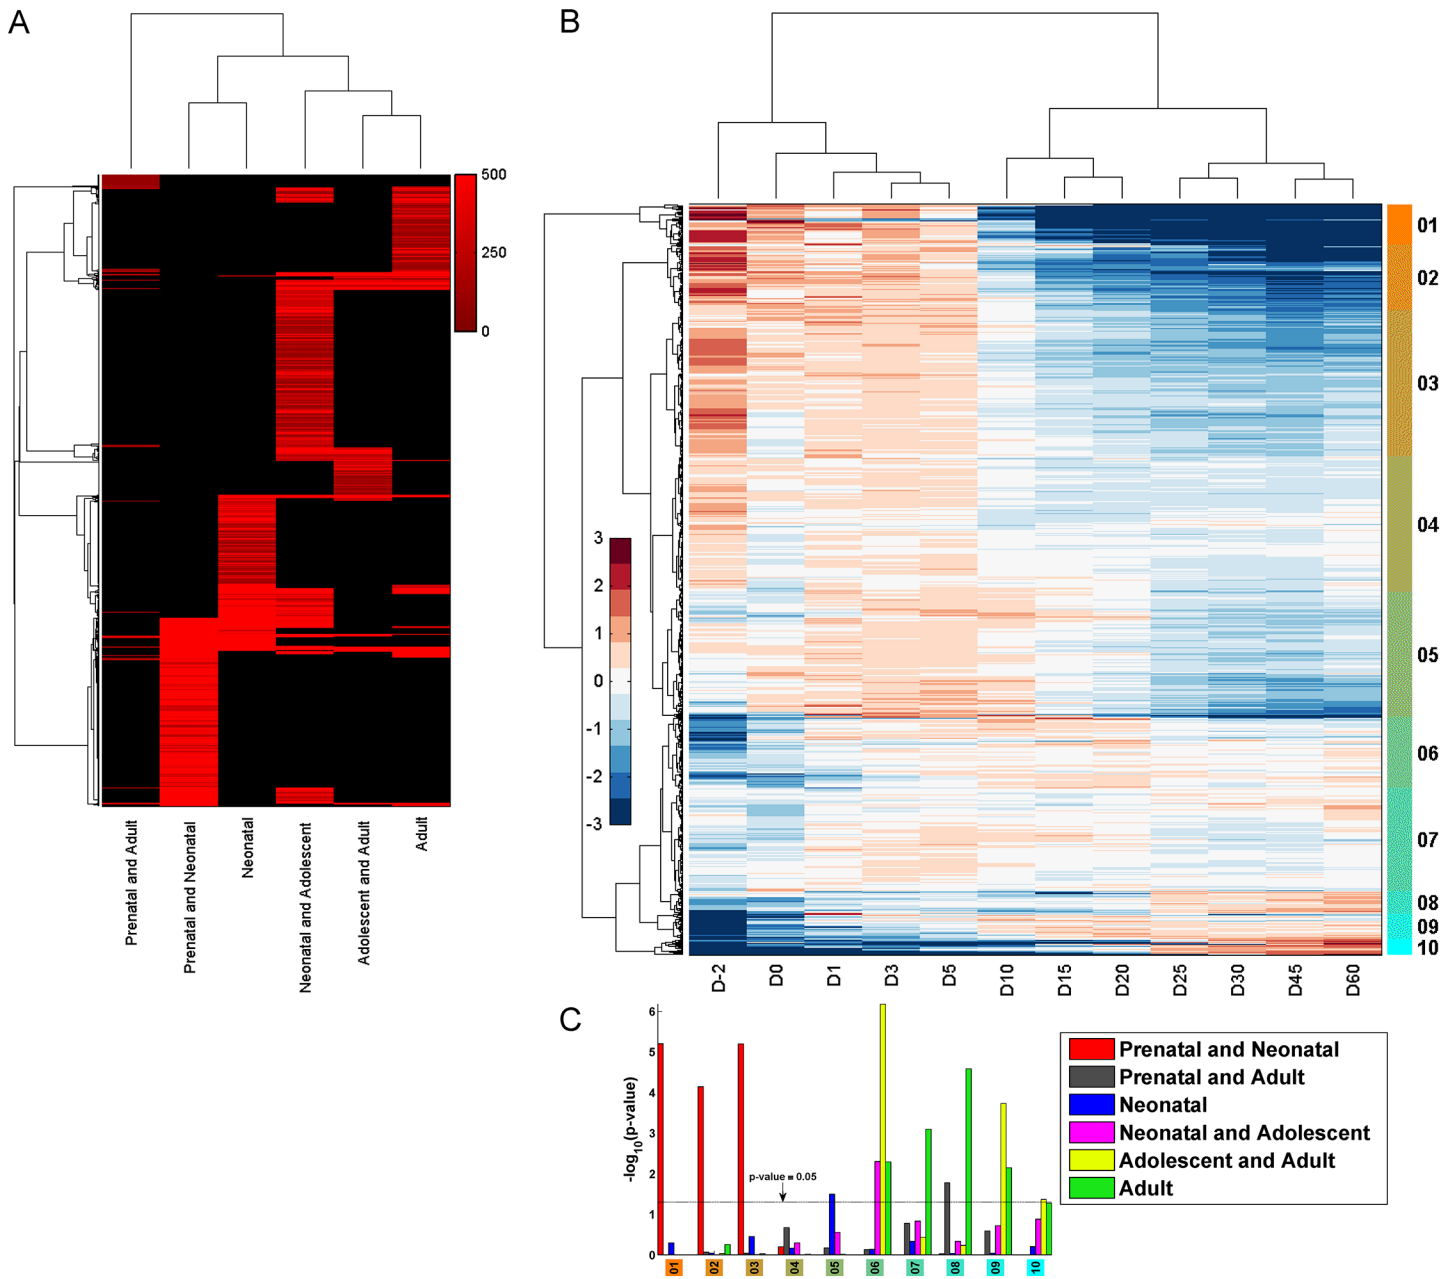 A
500
250
0
Prenatal and Adult
Prenatal and Neonatal
Neonatal
Neonatal and Adolescent
Adolescent and Adult
Adult
B
3
2
1
0
-1
-2
-3
01
02
03
04
05
06
07
08
09
10
D-2
D0
D1
D3
D5
D10
D15
D20
D25
D30
D45
D60
C
-log10(p-value)
6
5
4
3
2
1
0
p-value = 0.05
01
02
03
04
05
06
07
08
09
10
Prenatal and Neonatal
Prenatal and Adult
Neonatal
Neonatal and Adolescent
Adolescent and Adult
Adult